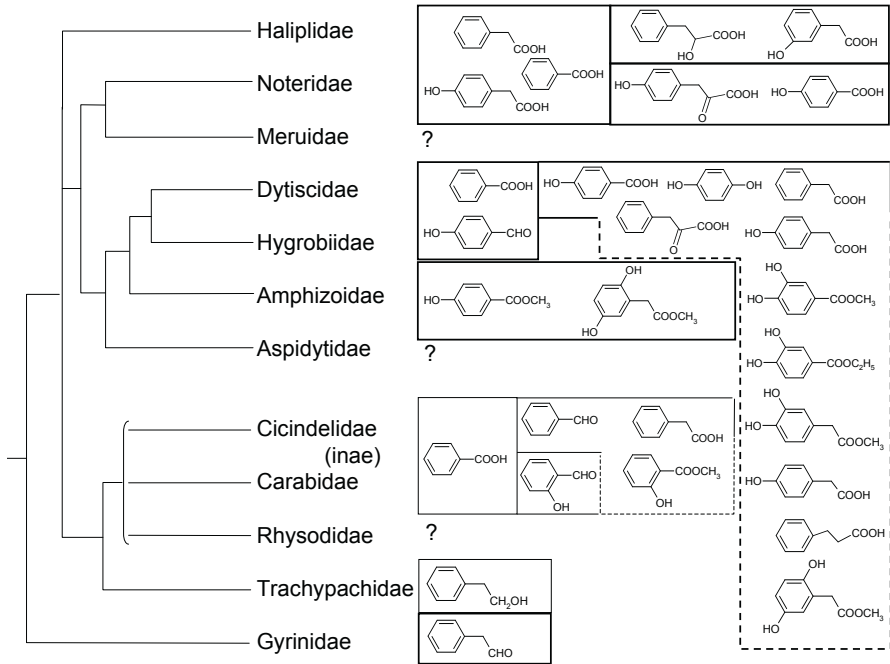 Haliplidae
COOH
COOH
HO
COOH
COOH
HO
HO
COOH
HO
COOH
O
HO
COOH
Noteridae
Meruidae
?
Dytiscidae
COOH
HO
COOH
HO
OH
COOH
Hygrobiidae
HO
CHO
COOH
O
HO
COOH
Amphizoidae
HO
COOCH3
OH
HO
COOCH3
HO
HO
COOCH3
Aspidytidae
?
HO
HO
COOC2H5
Cicindelidae
(inae)
COOH
CHO
COOH
HO
HO
COOCH3
Carabidae
CHO
OH
COOCH3
OH
HO
COOH
Rhysodidae
?
COOH
Trachypachidae
CH2OH
OH
HO
COOCH3
Gyrinidae
CHO